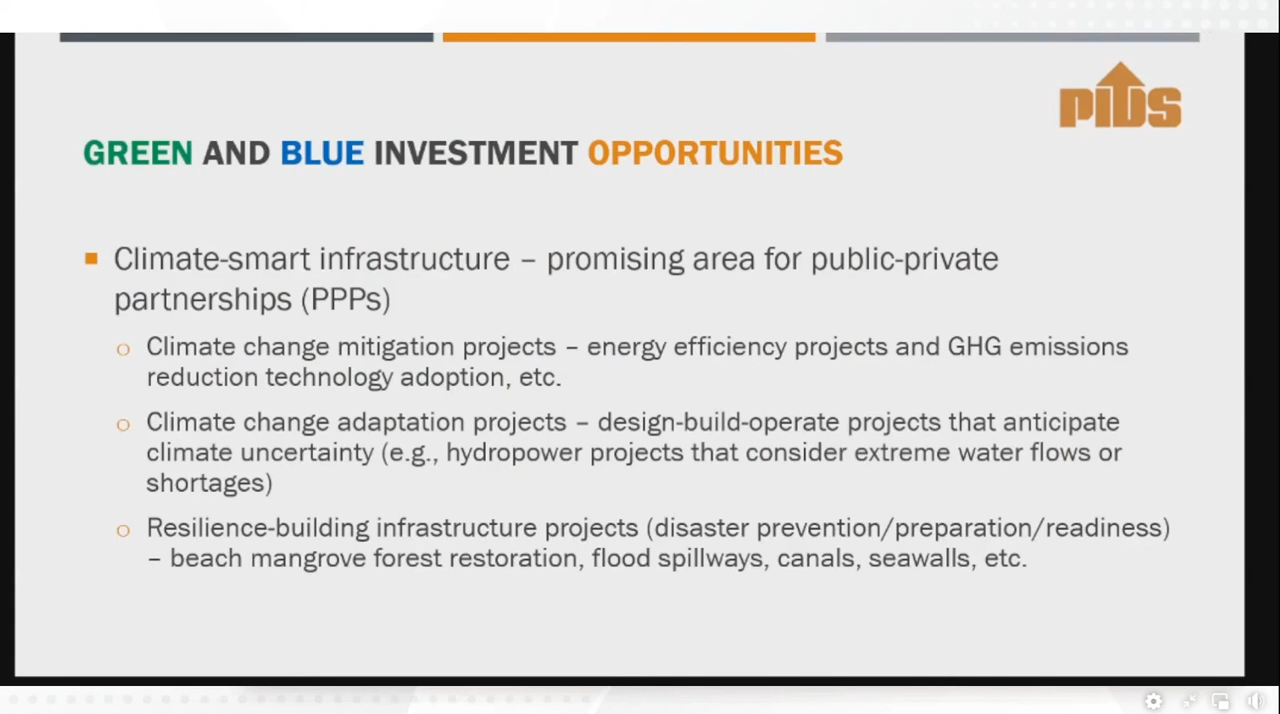 PIDS
GREEN AND BLUE INVESTMENT OPPORTUNITIES
■ Climate-smart infrastructure – promising area for public-private
partnerships (PPPs)
o Climate change mitigation projects – energy efficiency projects and GHG emissions
reduction technology adoption, etc.
o Climate change adaptation projects – design-build-operate projects that anticipate
climate uncertainty (e.g., hydropower projects that consider extreme water flows or
shortages)
o Resilience-building infrastructure projects (disaster prevention/preparation/readiness)
– beach mangrove forest restoration, flood spillways, canals, seawalls, etc.